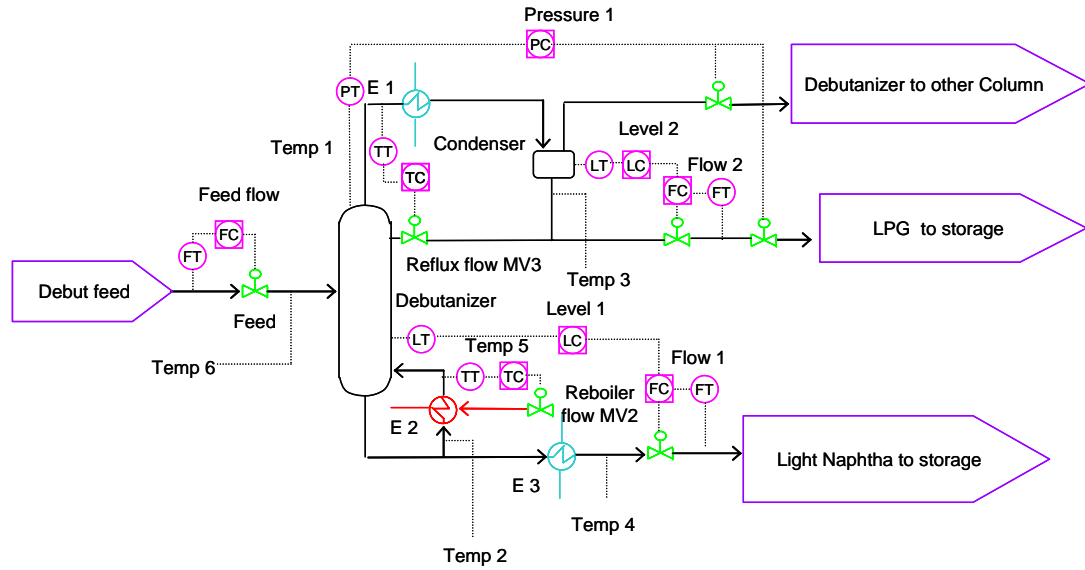 Pressure 1
PC
Debutanizer to other Column
PT
E 1
Level 2
Condenser
Temp 1
TT
LT
LC
Flow 2
TC
FC
FT
Feed flow
FC
FT
LPG to storage
Reflux flow MV3
Temp 3
Debut feed
Debutanizer
Feed
Level 1
LT
LC
Temp 5
Flow 1
Temp 6
TT
TC
Reboiler
flow MV2
FC
FT
E 2
Light Naphtha to storage
E 3
Temp 4
Temp 2